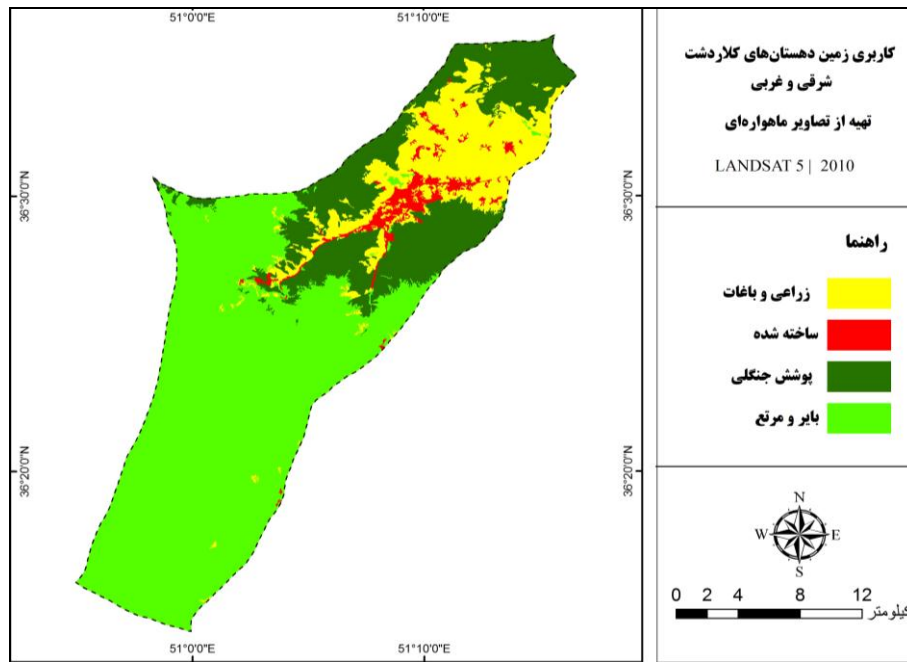 51°0'0"E
51°10'0"E
36°30'0"N
36°30'0"N
36°20'0"N
36°20'0"N
51°0'0"E
51°10'0"E
کاربری زمین دهستان‌های کلاردشت
شرقی و غربی
تهیه از تصاویر ماهواره‌ای
LANDSAT 5 | 2010
راهنما
زراعی و باغات
ساخته شده
پوشش جنگلی
بایر و مرتع
N
W E
S
0 2 4 8 12
کیلومتر